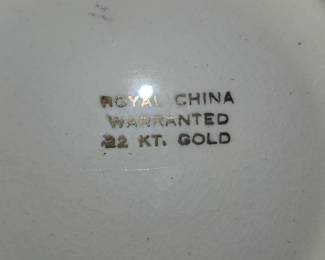 ROYAL CHINA
WARRANTED
22 KT. GOLD